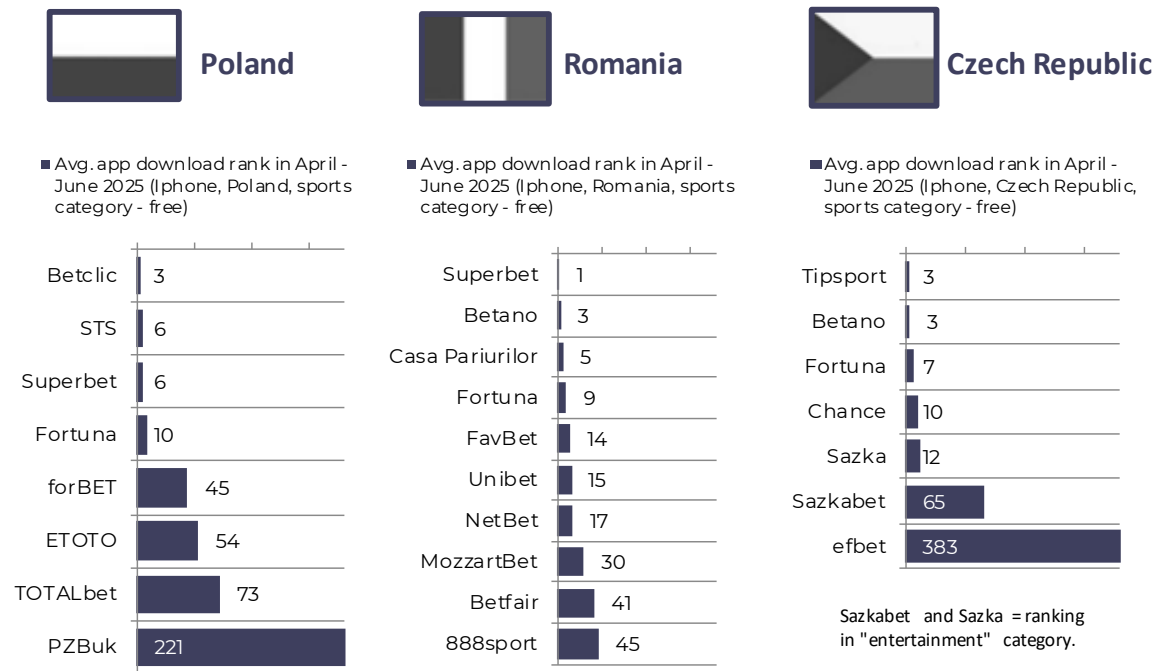 Poland
Avg. app download rank in April -
June 2025 (Iphone, Poland, sports
category - free)
Betclic 3
STS 6
Superbet 6
Fortuna 10
forBET 45
ETOTO 54
TOTALbet 73
PZBuk 221
Romania
Avg. app download rank in April -
June 2025 (Iphone, Romania, sports
category - free)
Superbet 1
Betano 3
Casa Pariurilor 5
Fortuna 9
FavBet 14
Unibet 15
NetBet 17
MozzartBet 30
Betfair 41
888sport 45
Czech Republic
Avg. app download rank in April -
June 2025 (Iphone, Czech Republic,
sports category - free)
Tipsport 3
Betano 3
Fortuna 7
Chance 10
Sazka 12
Sazkabet 65
efbet 383
Sazkabet and Sazka = ranking
in "entertainment" category.